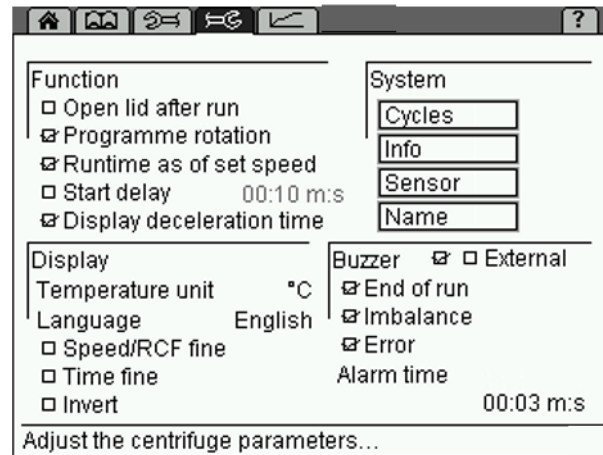 ?
Function
Open lid after run
Programme rotation
Runtime as of set speed
Start delay 00:10 m:s
Display deceleration time
System
Cycles
Info
Sensor
Name
Display
Temperature unit °C
Language English
Speed/RCF fine
Time fine
Invert
Buzzer External
End of run
Imbalance
Error
Alarm time
00:03 m:s
Adjust the centrifuge parameters...